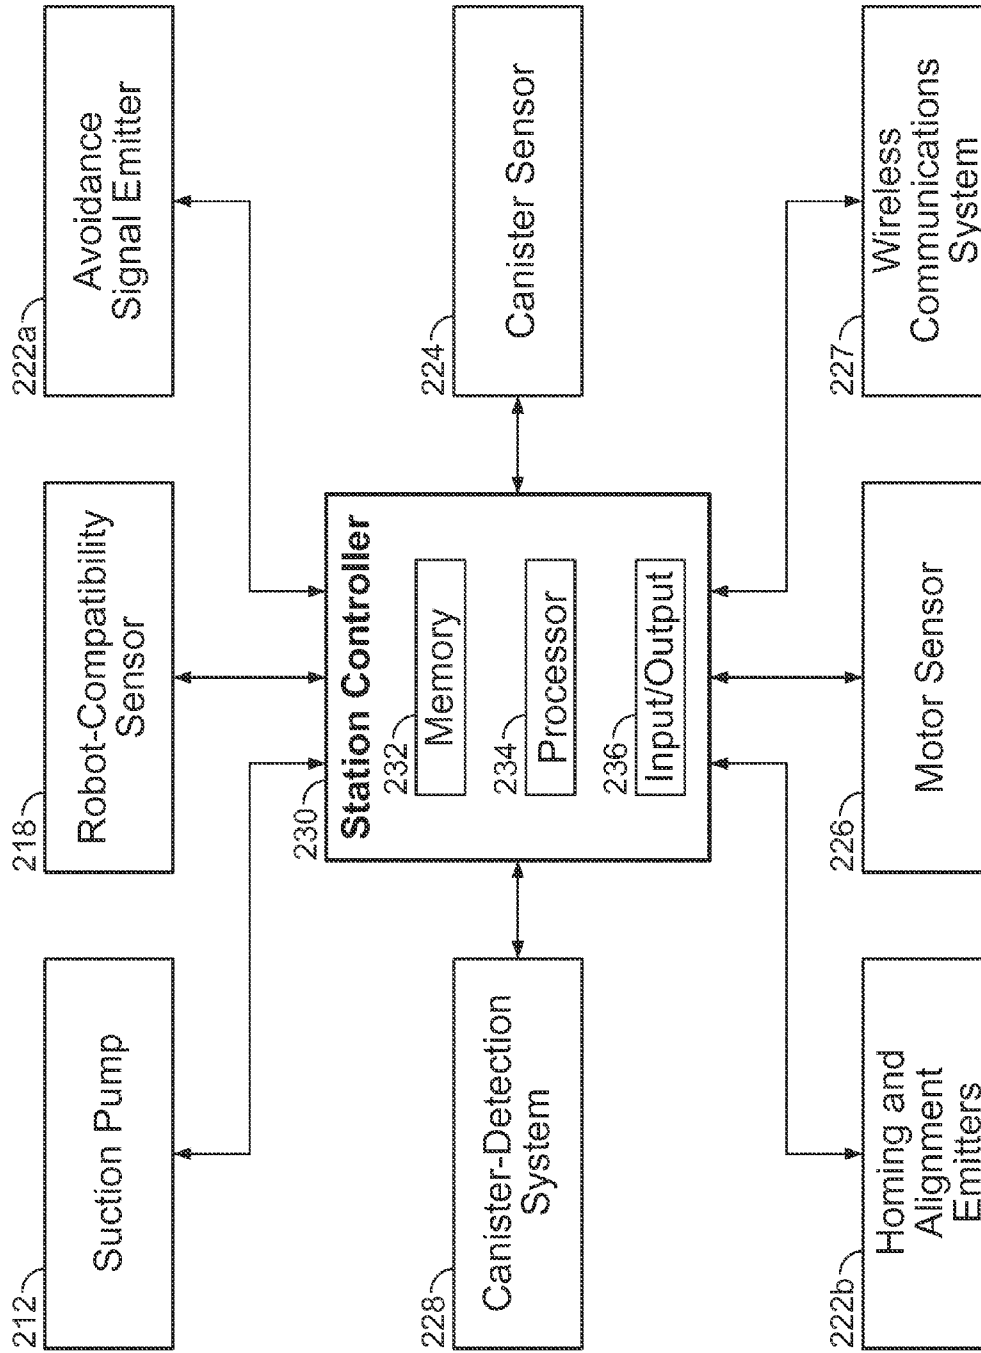 212
Suction Pump
218
Robot-Compatibility
Sensor
222a
Avoidance
Signal Emitter
228
Canister-Detection
System
230
Station Controller
232
Memory
234
Processor
236
Input/Output
224
Canister Sensor
222b
Homing and
Alignment
Emitters
226
Motor Sensor
227
Wireless
Communications
System